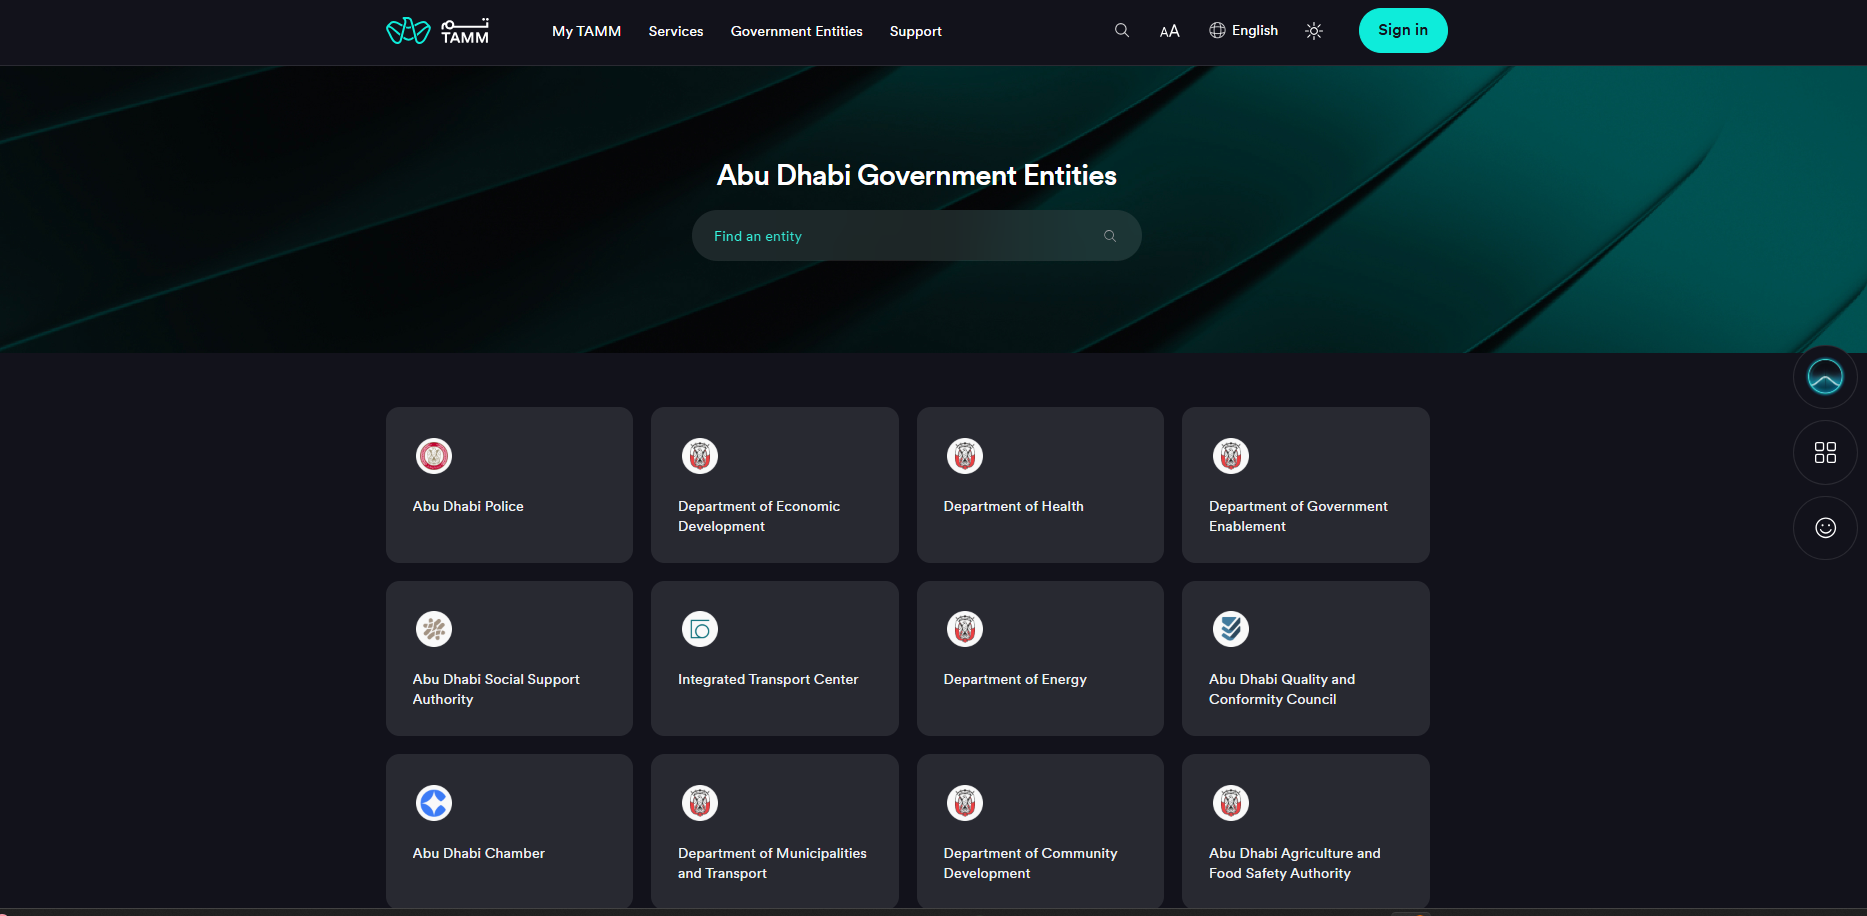 تـــم
TAMM
My TAMM
Services
Government Entities
Support
AA
English
Sign in
Abu Dhabi Government Entities
Find an entity
Abu Dhabi Police
Department of Economic
Development
Department of Health
Department of Government
Enablement
Abu Dhabi Social Support
Authority
Integrated Transport Center
Department of Energy
Abu Dhabi Quality and
Conformity Council
Abu Dhabi Chamber
Department of Municipalities
and Transport
Department of Community
Development
Abu Dhabi Agriculture and
Food Safety Authority